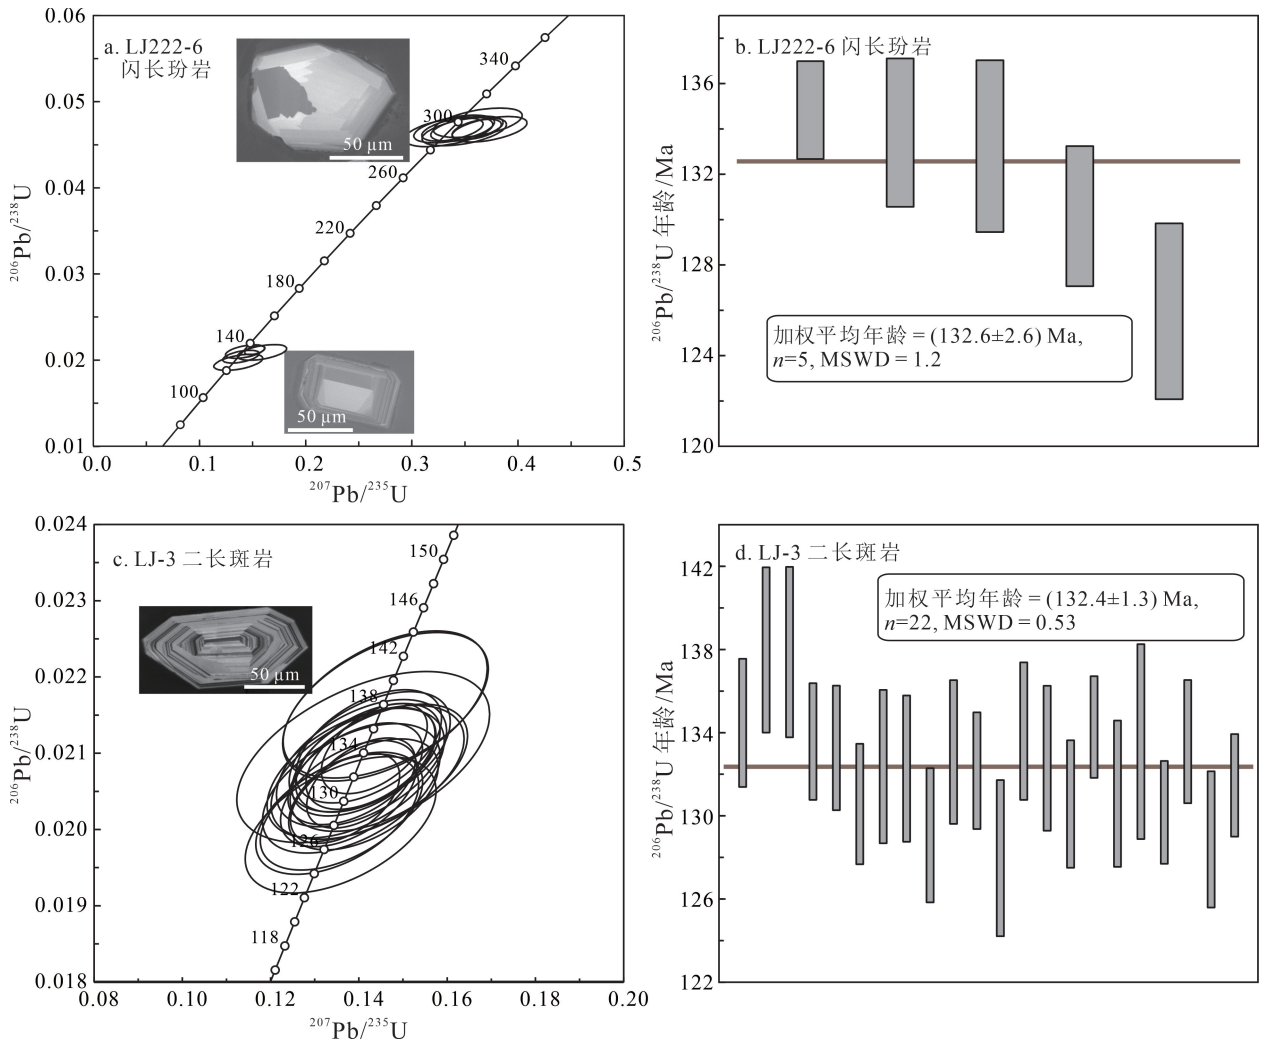 a. LJ222-6
闪长玢岩
50 μm
50 μm
340
300
260
220
180
140
100
0.06
0.05
0.04
0.03
0.02
0.01
0.0 0.1 0.2 0.3 0.4 0.5
²⁰⁶Pb/²³⁸U
²⁰⁷Pb/²³⁵U
b. LJ222-6 闪长玢岩
136
132
128
124
120
²⁰⁶Pb/²³⁸U 年龄/Ma
加权平均年龄=(132.6±2.6) Ma,
n=5, MSWD=1.2
c. LJ-3 二长斑岩
50 μm
150
146
142
138
134
130
126
122
118
0.024
0.023
0.022
0.021
0.020
0.019
0.018
0.08 0.10 0.12 0.14 0.16 0.18 0.20
²⁰⁶Pb/²³⁸U
²⁰⁷Pb/²³⁵U
d. LJ-3 二长斑岩
加权平均年龄=(132.4±1.3) Ma,
n=22, MSWD=0.53
142
138
134
130
126
122
²⁰⁶Pb/²³⁸U 年龄/Ma